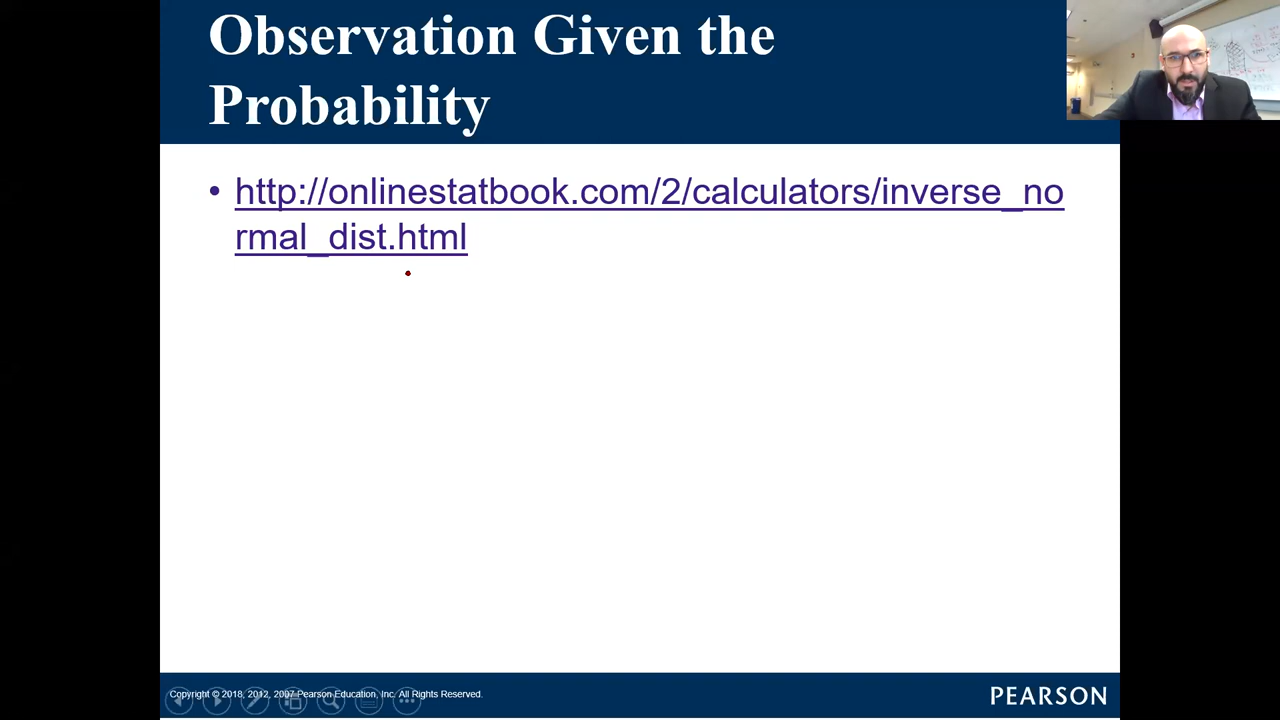 Observation Given the
Probability
• http://onlinestatbook.com/2/calculators/inverse_no
rmal_dist.html
Copyright © 2018, 2012, 2007 Pearson Education, Inc. All Rights Reserved.
PEARSON